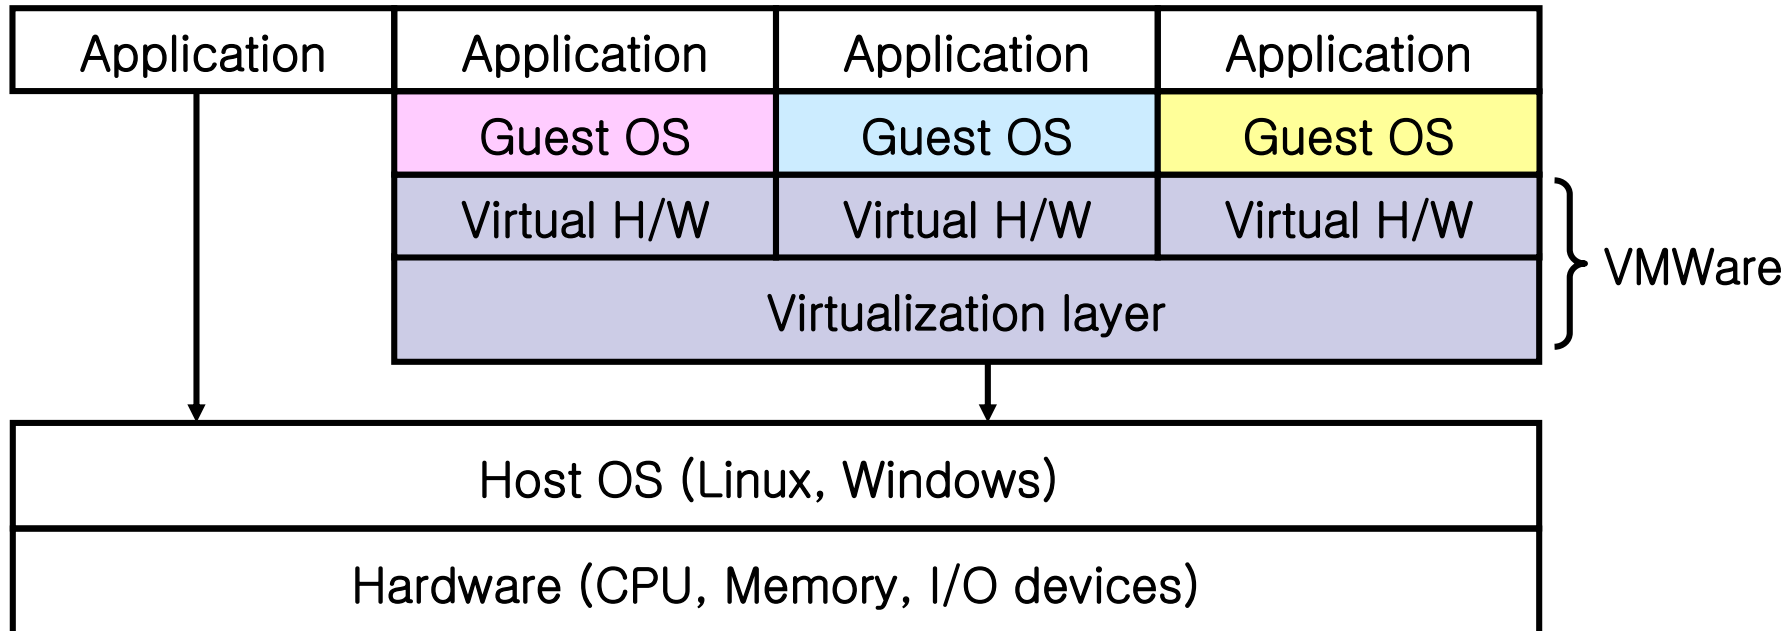 Application Application Application Application
Guest OS Guest OS Guest OS
Virtual H/W Virtual H/W Virtual H/W
VMWare
Virtualization layer
Host OS (Linux, Windows)
Hardware (CPU, Memory, I/O devices)